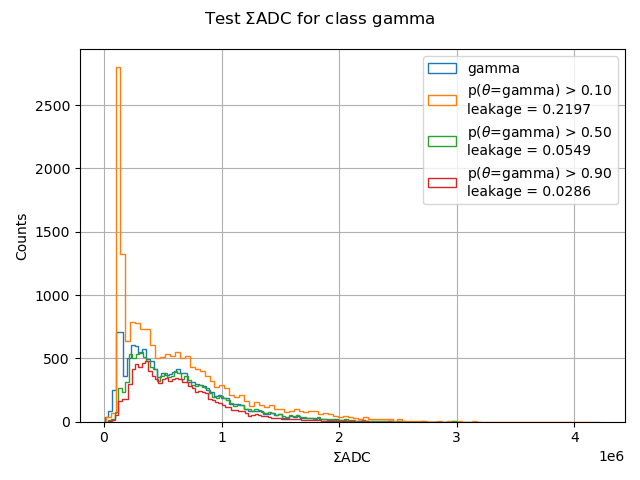 Test ΣADC for class gamma
gamma
p(θ=gamma) > 0.10
leakage = 0.2197
p(θ=gamma) > 0.50
leakage = 0.0549
p(θ=gamma) > 0.90
leakage = 0.0286
Counts
2500
2000
1500
1000
500
0
0 1 2 3 4
1e6
ΣADC